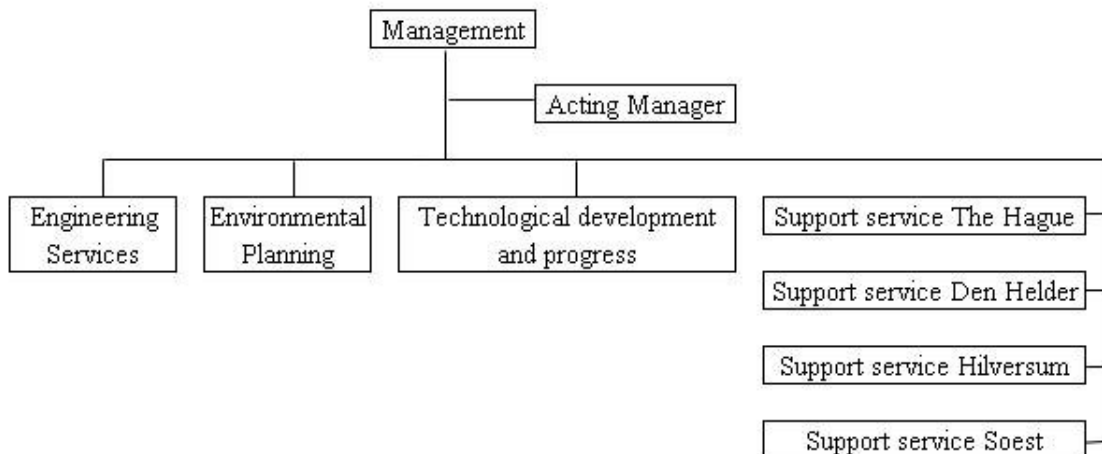 Management
Acting Manager
Engineering
Services
Environmental
Planning
Technological development
and progress
Support service The Hague
Support service Den Helder
Support service Hilversum
Support service Soest